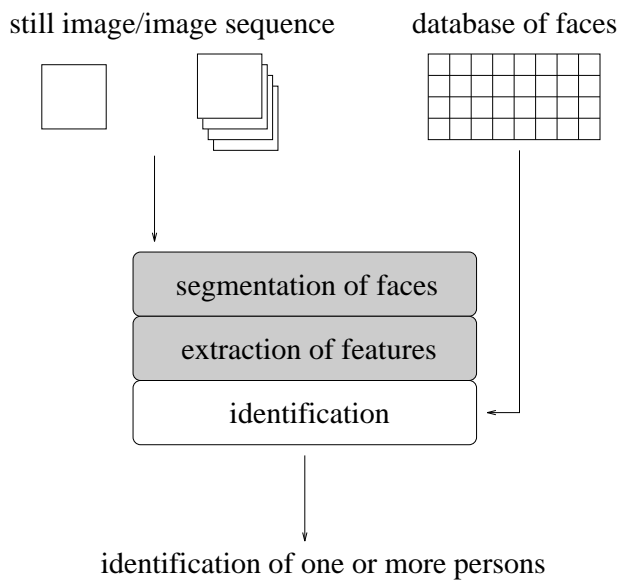 still image/image sequence
database of faces
segmentation of faces
extraction of features
identification
identification of one or more persons